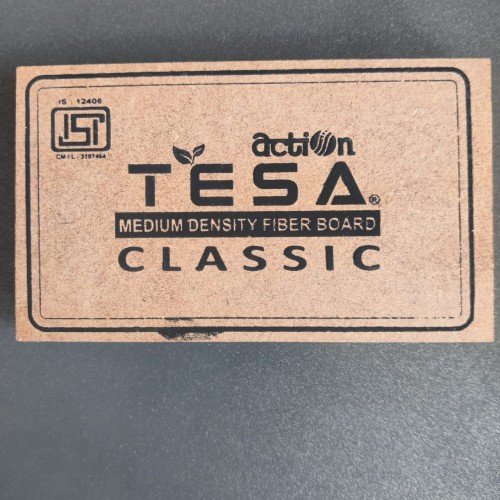 IS : 12406
ISI
CM / L - 3197464
action
TESA®
MEDIUM DENSITY FIBER BOARD
CLASSIC